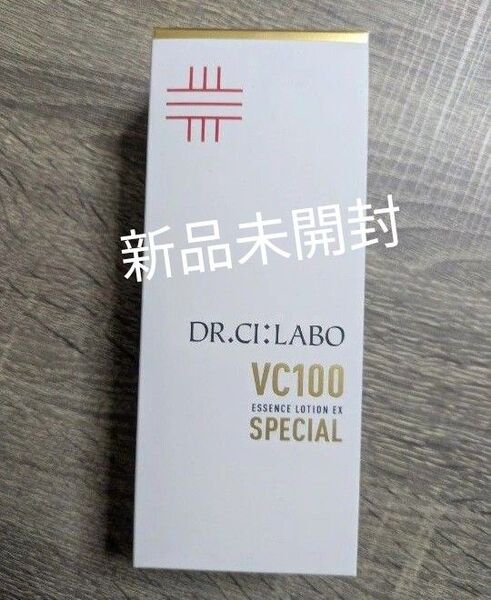 新品未開封
DR.CI:LABO
VC100
ESSENCE LOTION EX
SPECIAL